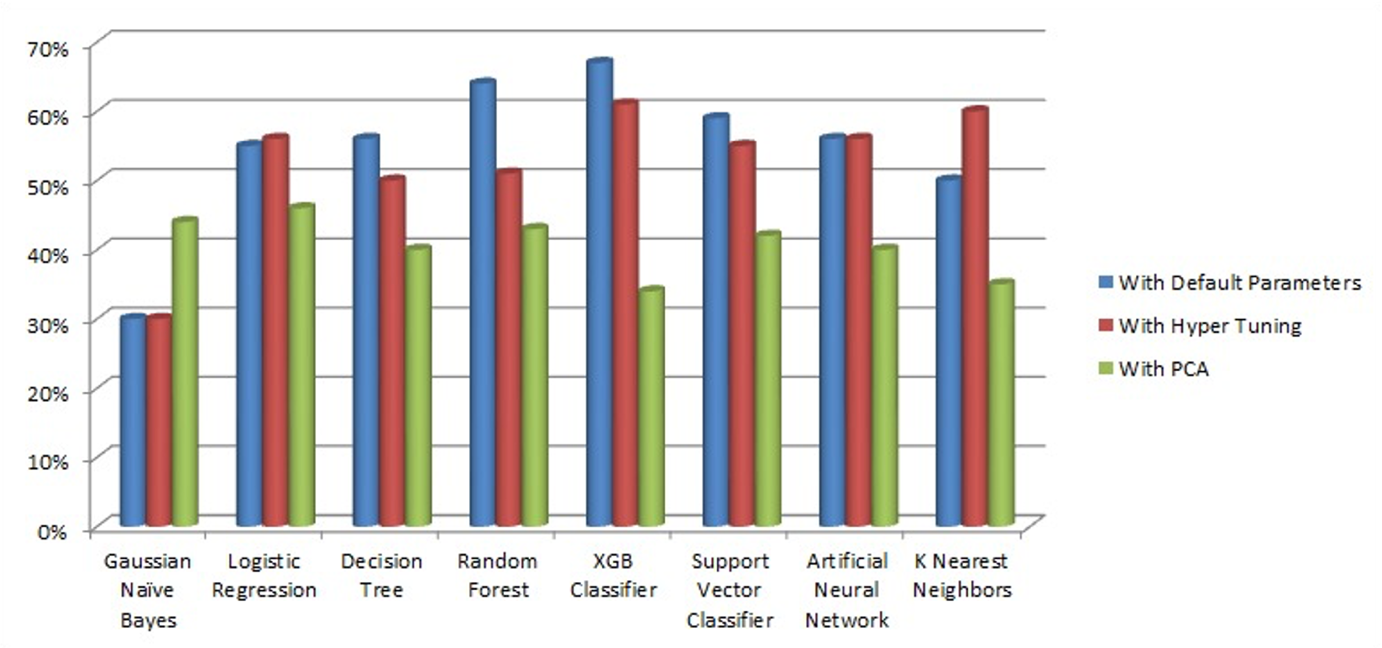 70%
60%
50%
40%
30%
20%
10%
0%
Gaussian
Naïve
Bayes
Logistic
Regression
Decision
Tree
Random
Forest
XGB
Classifier
Support
Vector
Classifier
Artificial
Neural
Network
K Nearest
Neighbors
With Default Parameters
With Hyper Tuning
With PCA